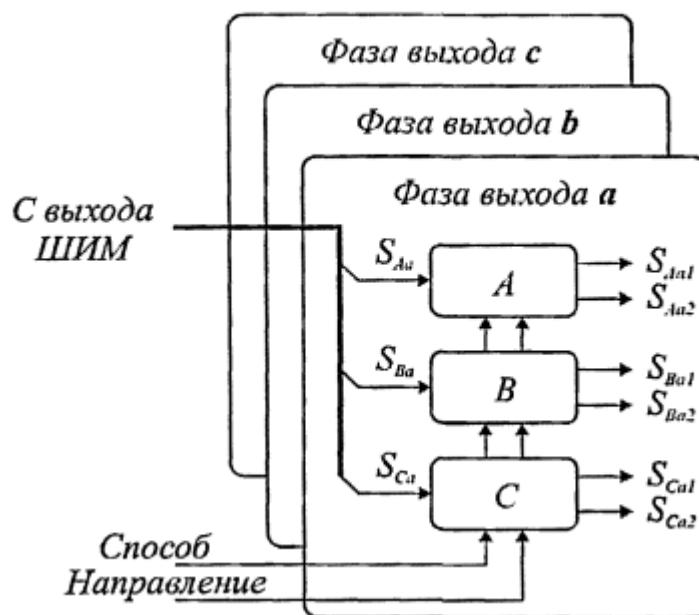 Фаза выхода c
Фаза выхода b
Фаза выхода a
С выхода
ШИМ
S_Aa
A
S_Aa1
S_Aa2
S_Ba
B
S_Ba1
S_Ba2
S_Ca
C
S_Ca1
S_Ca2
Способ
Направление